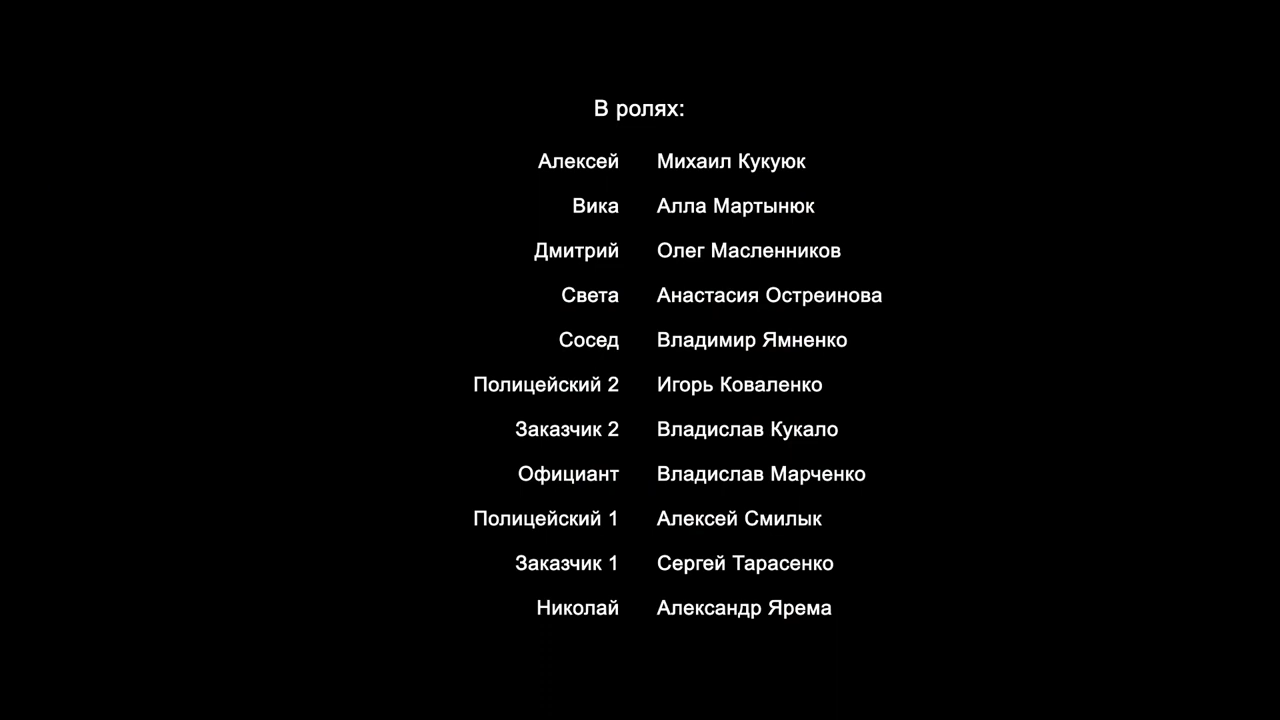 В ролях:
Алексей Михаил Кукуюк
Вика Алла Мартынюк
Дмитрий Олег Масленников
Света Анастасия Остреинова
Сосед Владимир Ямненко
Полицейский 2 Игорь Коваленко
Заказчик 2 Владислав Кукало
Официант Владислав Марченко
Полицейский 1 Алексей Смилык
Заказчик 1 Сергей Тарасенко
Николай Александр Ярема